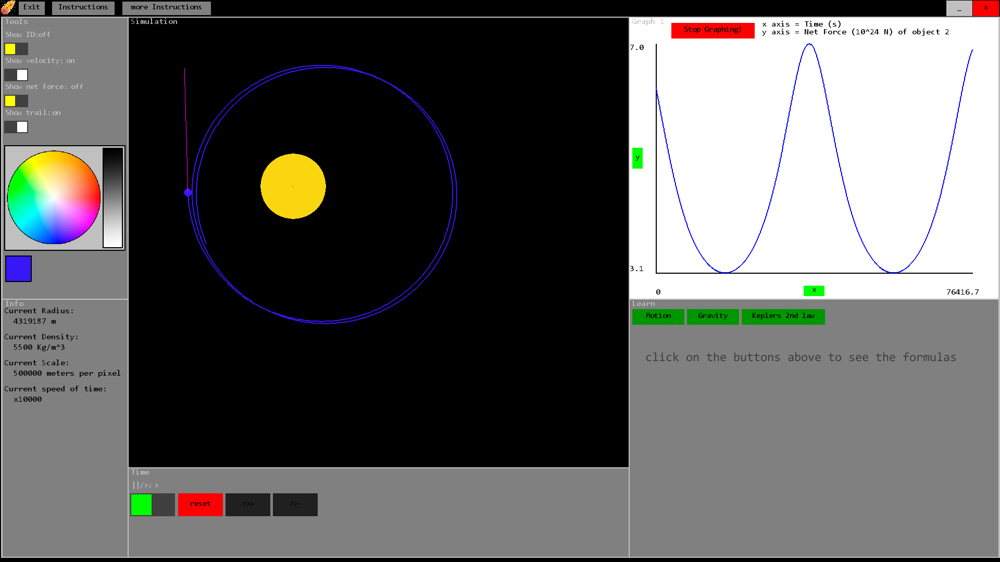 Exit Instructions more Instructions _ x
Tools
Show ID:off
Show velocity: on
Show net Force: off
Show trail: on
Info
Current Radius:
4319187 m
Current Density:
5500 Kg/m^3
Current Scale:
500000 meters per pixel
Current speed of time:
x10000
Simulation
Time
||/>: >
reset >>+ >>-
Graph 1
Stop Graphing!
x axis = Time (s)
y axis = Net Force (10^24 N) of object 2
7.0
y
3.1
0 x 76416.7
Learn
Motion Gravity Keplers 2nd law
click on the buttons above to see the formulas